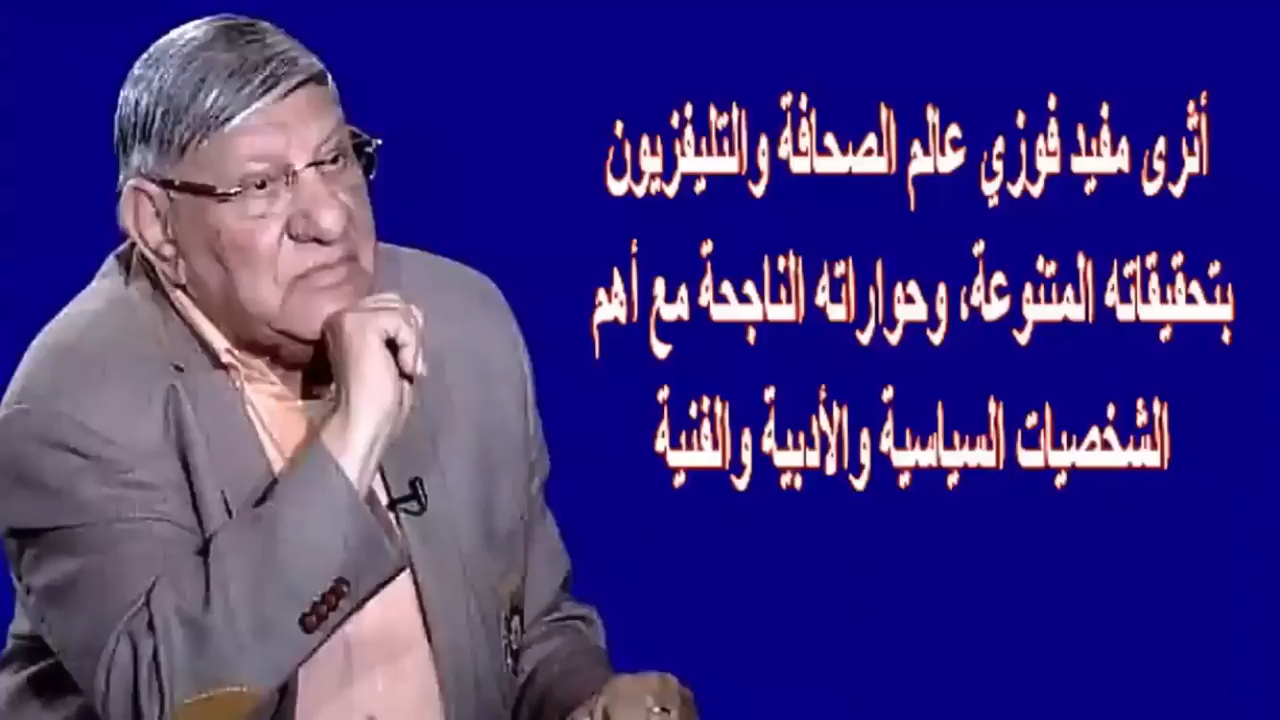 أثرى مفيد فوزي عالم الصحافة والتليفزيون
بتحقيقاته المتنوعة، وحواراته الناجحة مع أهم
الشخصيات السياسية والأدبية والفنية